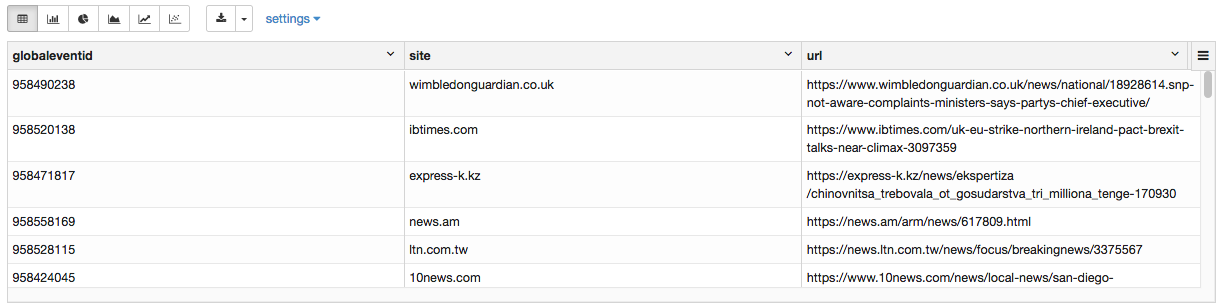 settings
globaleventid site url
958490238 wimbledonguardian.co.uk https://www.wimbledonguardian.co.uk/news/national/18928614.snp-
not-aware-complaints-ministers-says-partys-chief-executive/
958520138 ibtimes.com https://www.ibtimes.com/uk-eu-strike-northern-ireland-pact-brexit-
talks-near-climax-3097359
958471817 express-k.kz https://express-k.kz/news/ekspertiza
/chinovnitsa_trebovala_ot_gosudarstva_tri_milliona_tenge-170930
958558169 news.am https://news.am/arm/news/617809.html
958528115 ltn.com.tw https://news.ltn.com.tw/news/focus/breakingnews/3375567
958424045 10news.com https://www.10news.com/news/local-news/san-diego-